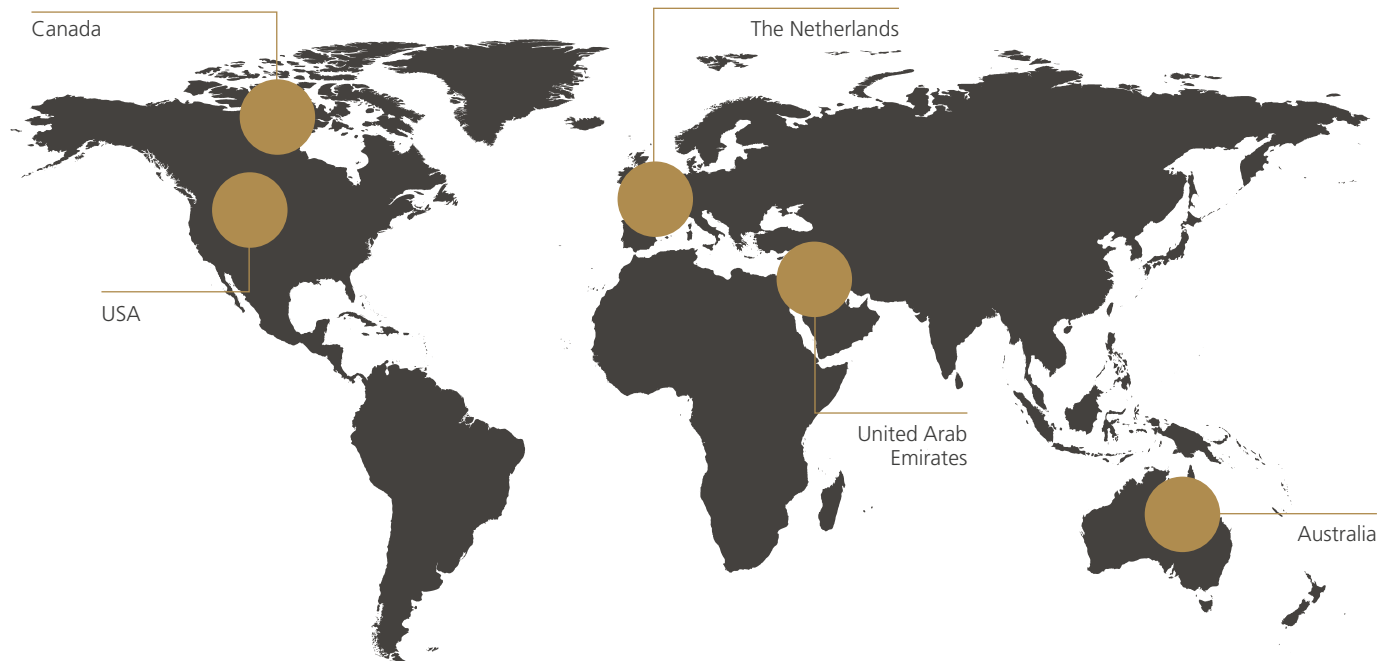 Canada
The Netherlands
USA
United Arab
Emirates
Australia